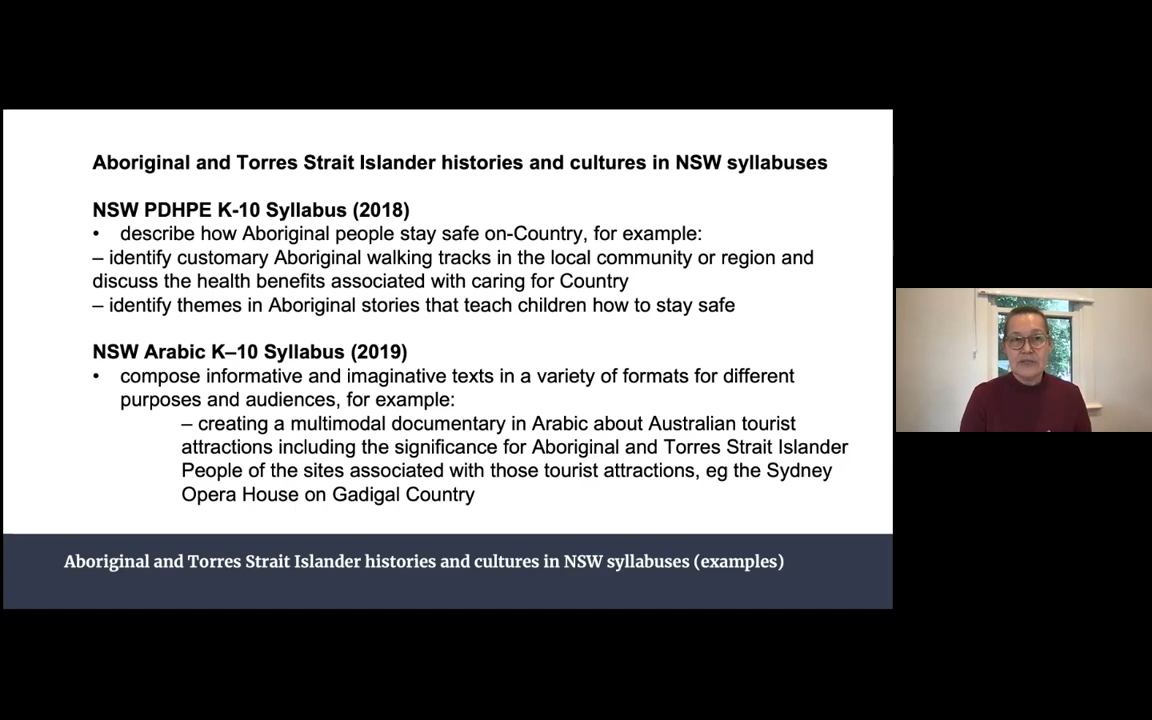 Aboriginal and Torres Strait Islander histories and cultures in NSW syllabuses
NSW PDHPE K-10 Syllabus (2018)
• describe how Aboriginal people stay safe on-Country, for example:
– identify customary Aboriginal walking tracks in the local community or region and
discuss the health benefits associated with caring for Country
– identify themes in Aboriginal stories that teach children how to stay safe
NSW Arabic K–10 Syllabus (2019)
• compose informative and imaginative texts in a variety of formats for different
purposes and audiences, for example:
– creating a multimodal documentary in Arabic about Australian tourist
attractions including the significance for Aboriginal and Torres Strait Islander
People of the sites associated with those tourist attractions, eg the Sydney
Opera House on Gadigal Country
Aboriginal and Torres Strait Islander histories and cultures in NSW syllabuses (examples)